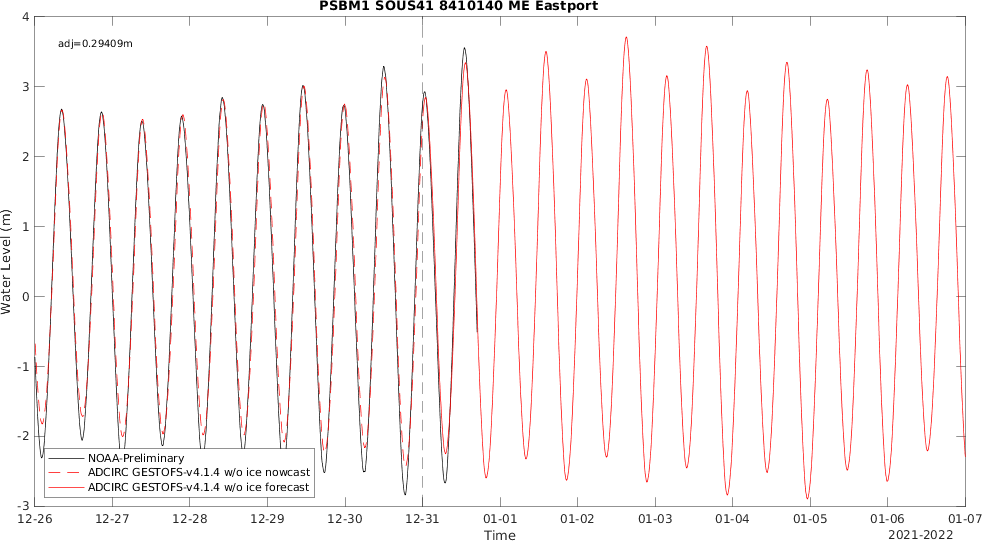 PSBM1 SOUS41 8410140 ME Eastport
adj=0.29409m
4
3
2
1
0
-1
-2
-3
Water Level (m)
NOAA-Preliminary
ADCIRC GESTOFS-v4.1.4 w/o ice nowcast
ADCIRC GESTOFS-v4.1.4 w/o ice forecast
12-26 12-27 12-28 12-29 12-30 12-31 01-01 01-02 01-03 01-04 01-05 01-06 01-07
Time
2021-2022